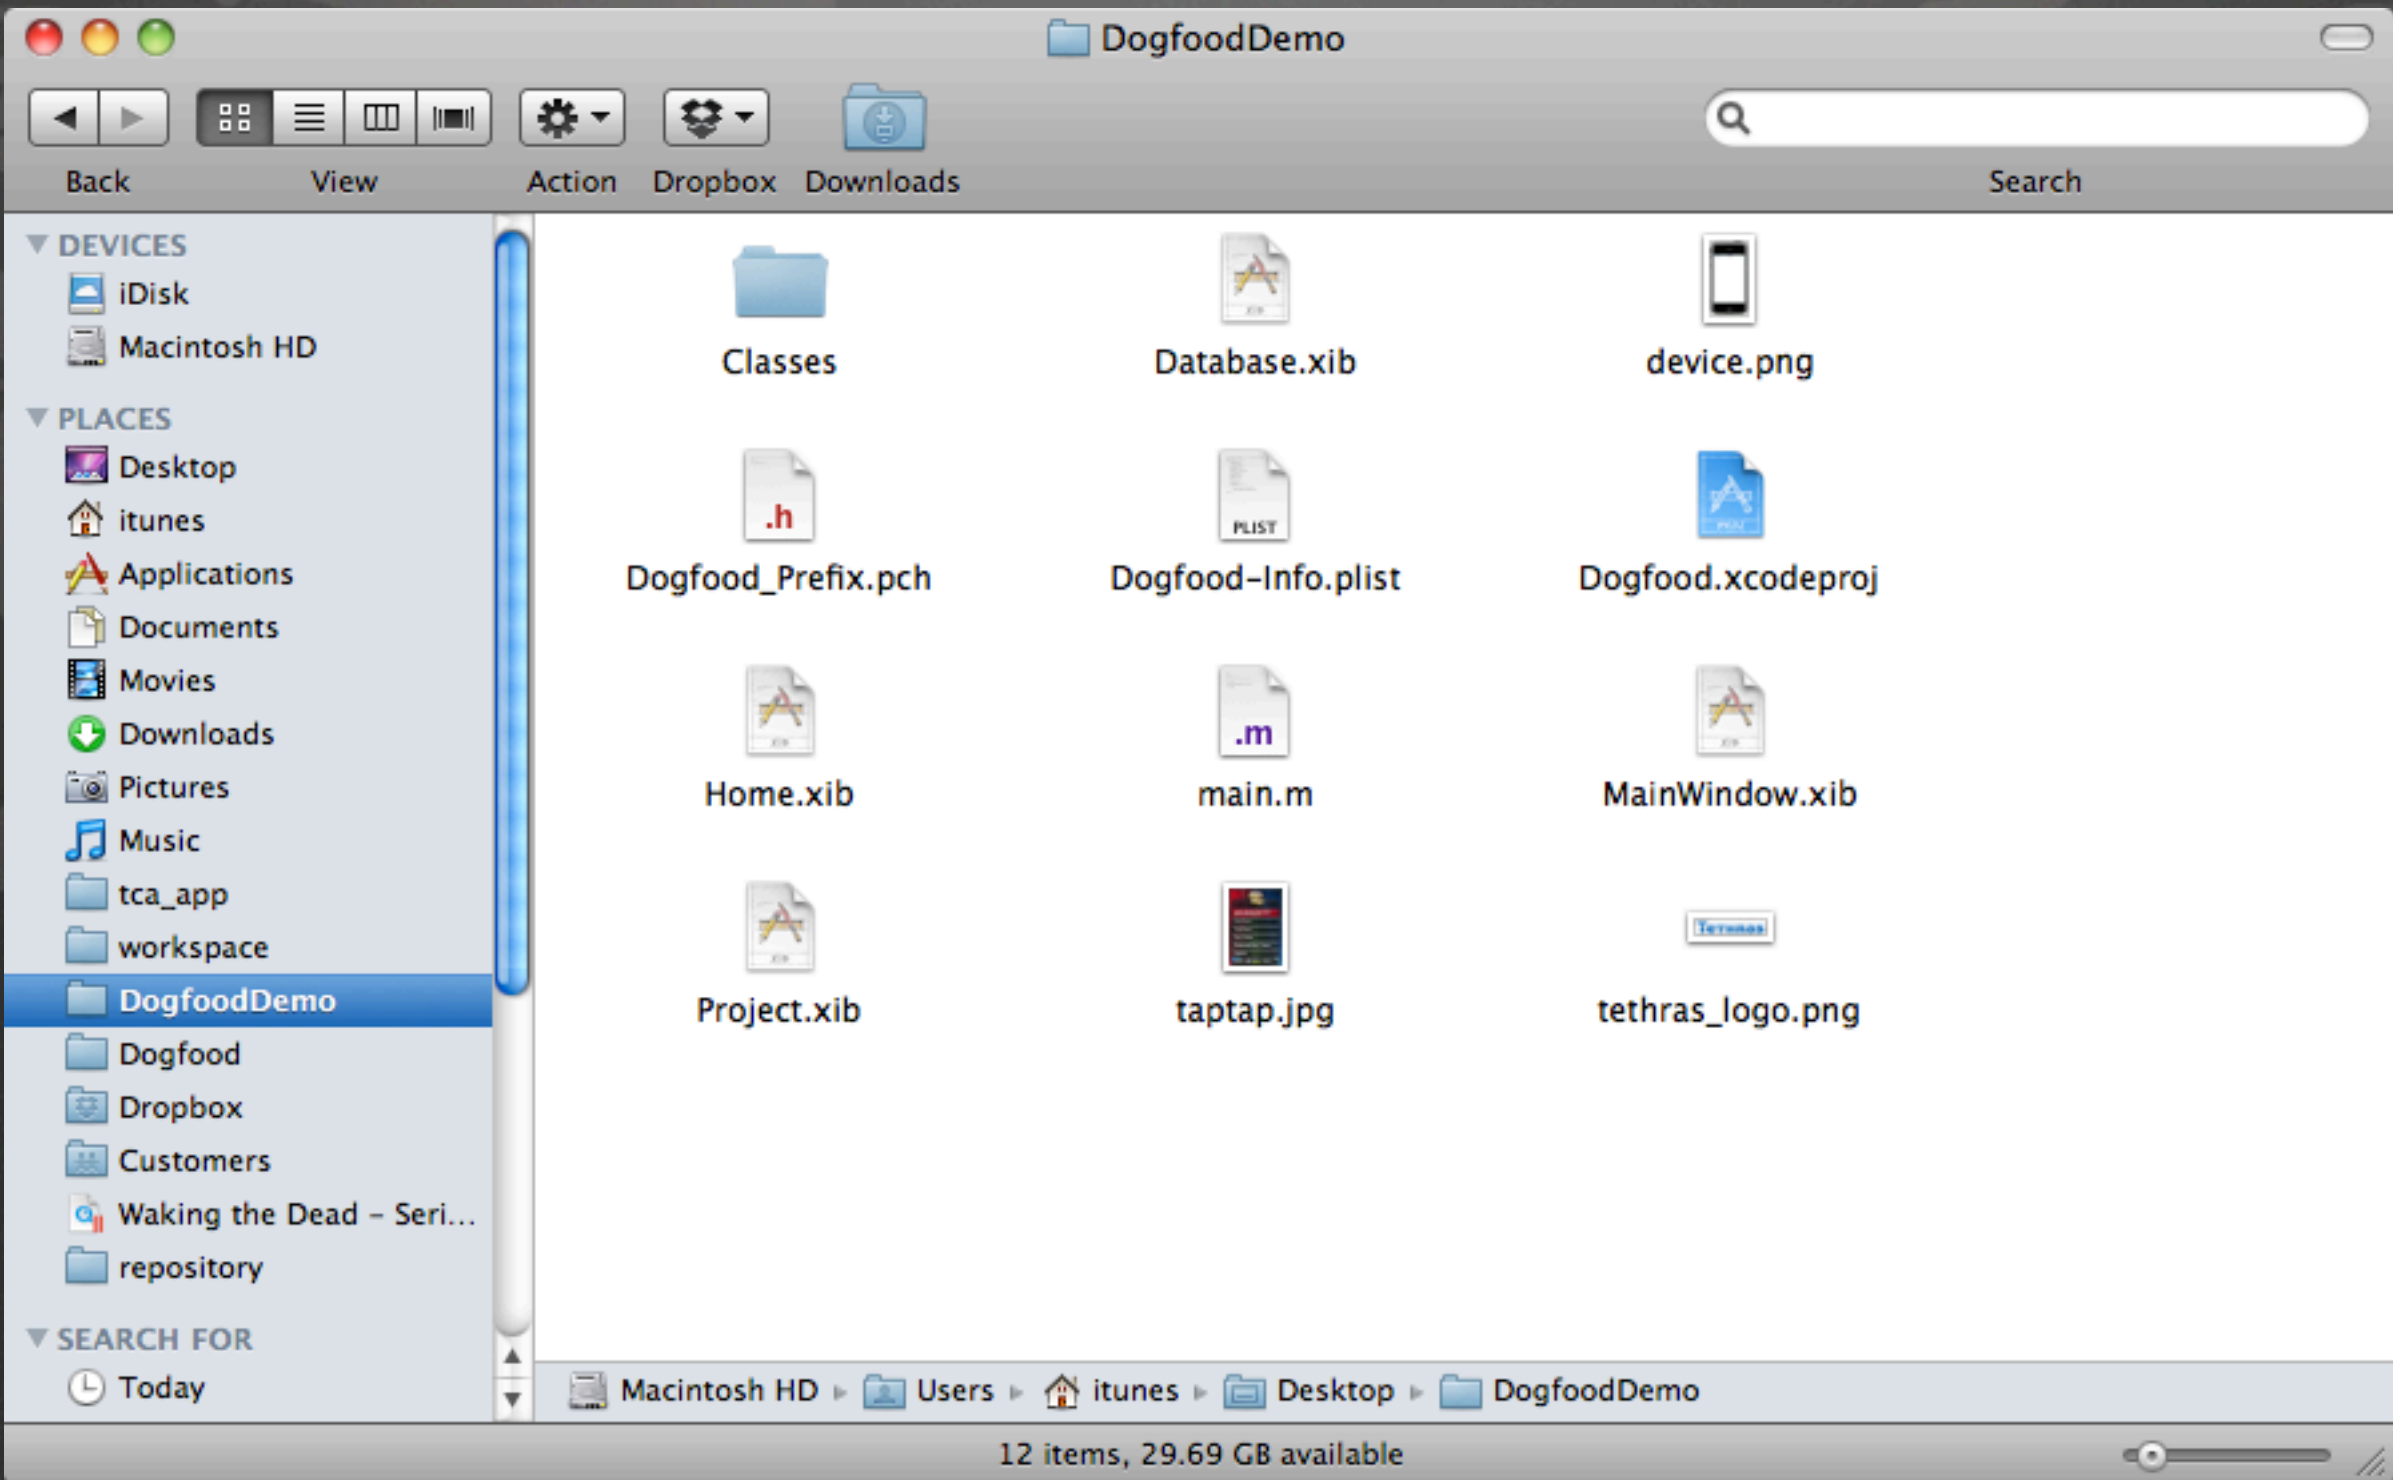 DogfoodDemo
Back View Action Dropbox Downloads Search
DEVICES
iDisk
Macintosh HD
PLACES
Desktop
itunes
Applications
Documents
Movies
Downloads
Pictures
Music
tca_app
workspace
DogfoodDemo
Dogfood
Dropbox
Customers
Waking the Dead – Seri...
repository
SEARCH FOR
Today
Classes Database.xib device.png
.h PLIST
Dogfood_Prefix.pch Dogfood-Info.plist Dogfood.xcodeproj
.m
Home.xib main.m MainWindow.xib
Tethras
Project.xib taptap.jpg tethras_logo.png
Macintosh HD Users itunes Desktop DogfoodDemo
12 items, 29.69 GB available